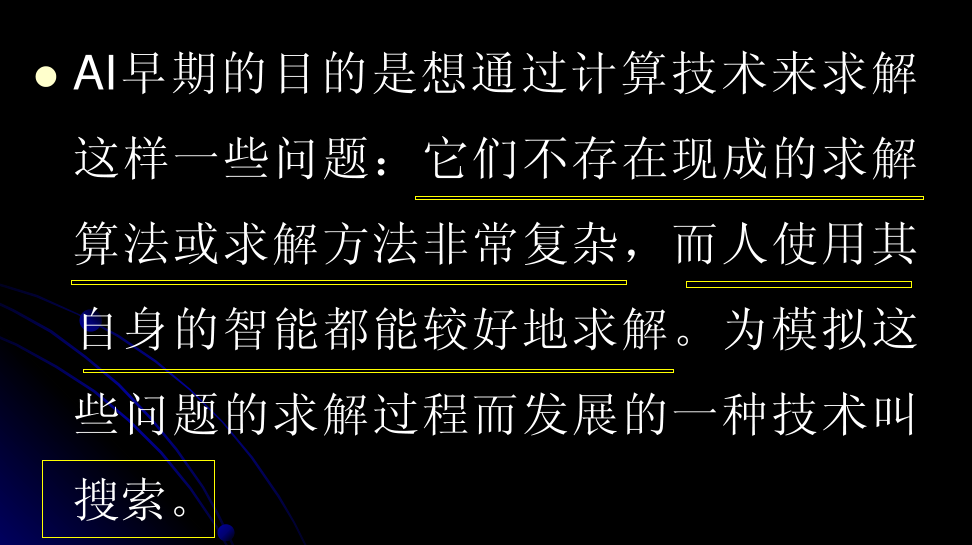 ● AI早期的目的是想通过计算技术来求解
这样一些问题：它们不存在现成的求解
算法或求解方法非常复杂，而人使用其
自身的智能都能较好地求解。为模拟这
些问题的求解过程而发展的一种技术叫
搜索。